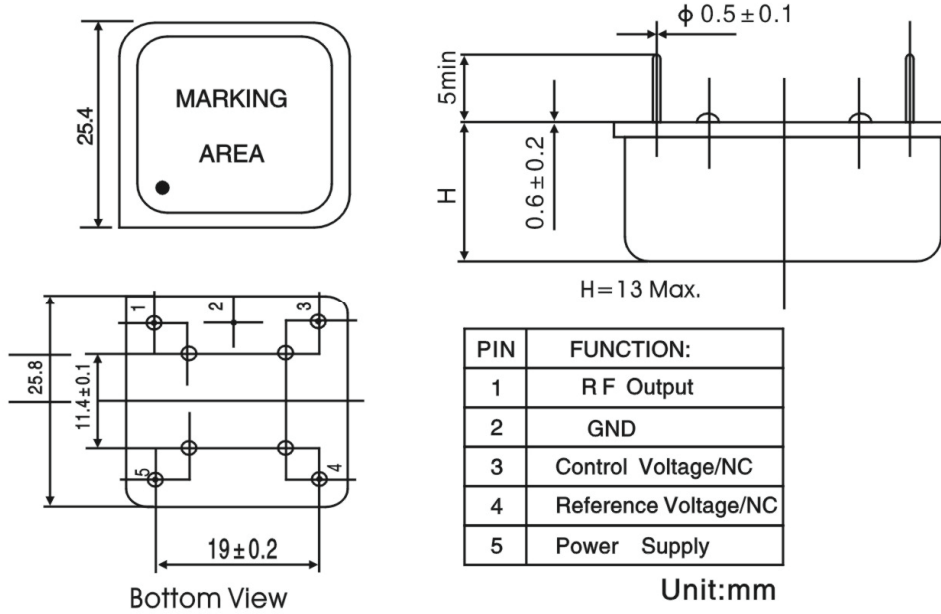 25.4
MARKING
AREA
ϕ 0.5±0.1
5min
H
0.6±0.2
H=13 Max.
1
2
3
25.8
11.4±0.1
5
4
19±0.2
Bottom View
PIN FUNCTION:
1 RF Output
2 GND
3 Control Voltage/NC
4 Reference Voltage/NC
5 Power Supply
Unit:mm